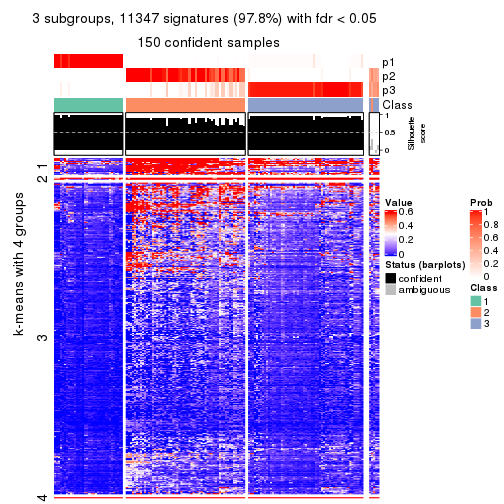 3 subgroups, 11347 signatures (97.8%) with fdr < 0.05
150 confident samples
p1
p2
p3
Class
1
0.5
0
Silhouette
score
k-means with 4 groups
1
2
3
4
Value
0.6
0.4
0.2
0
Status (barplots)
confident
ambiguous
Prob
1
0.8
0.6
0.4
0.2
0
Class
1
2
3